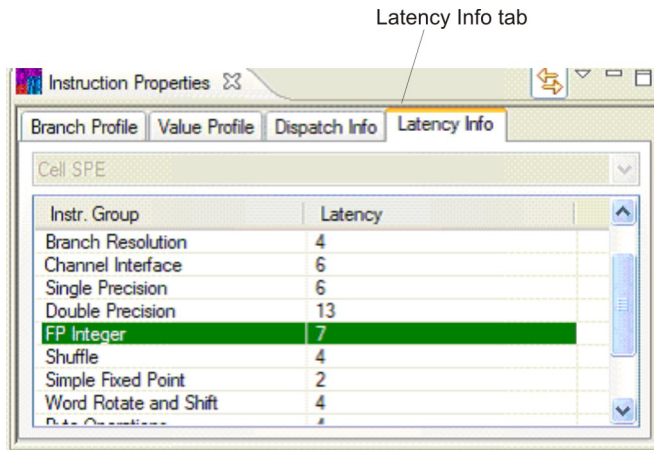 Latency Info tab
Instruction Properties
Branch Profile Value Profile Dispatch Info Latency Info
Cell SPE
Instr. Group Latency
Branch Resolution 4
Channel Interface 6
Single Precision 6
Double Precision 13
FP Integer 7
Shuffle 4
Simple Fixed Point 2
Word Rotate and Shift 4